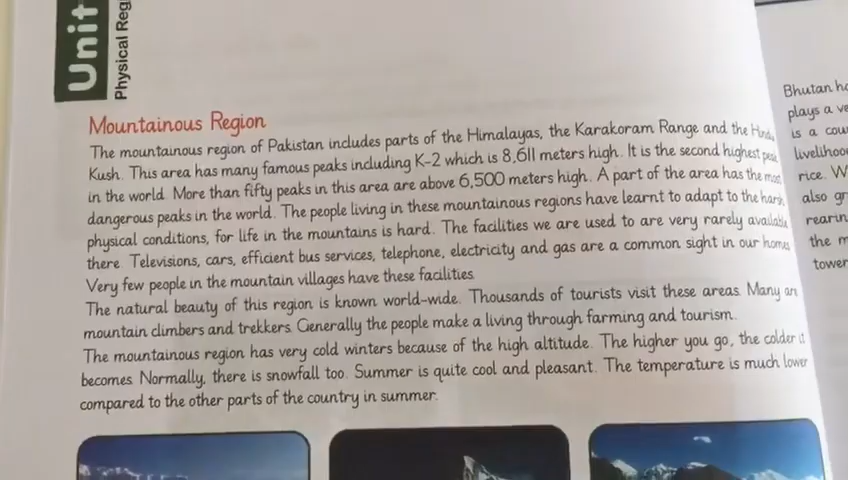 Unit
Physical Reg
Mountainous Region
The mountainous region of Pakistan includes parts of the Himalayas, the Karakoram Range and the Hindu
Kush. This area has many famous peaks including K-2 which is 8,611 meters high. It is the second highest peak
in the world. More than fifty peaks in this area are above 6,500 meters high. A part of the area has the most
dangerous peaks in the world. The people living in these mountainous regions have learnt to adapt to the harsh
physical conditions, for life in the mountains is hard. The facilities we are used to are very rarely available
there. Televisions, cars, efficient bus services, telephone, electricity and gas are a common sight in our homes
Very few people in the mountain villages have these facilities.
The natural beauty of this region is known world-wide. Thousands of tourists visit these areas. Many are
mountain climbers and trekkers. Generally the people make a living through farming and tourism.
The mountainous region has very cold winters because of the high altitude. The higher you go, the colder it
becomes. Normally, there is snowfall too. Summer is quite cool and pleasant. The temperature is much lower
compared to the other parts of the country in summer.
Bhutan ha
plays a ve
is a cou
livelihoo
rice. W
also gr
rearin
the m
tower